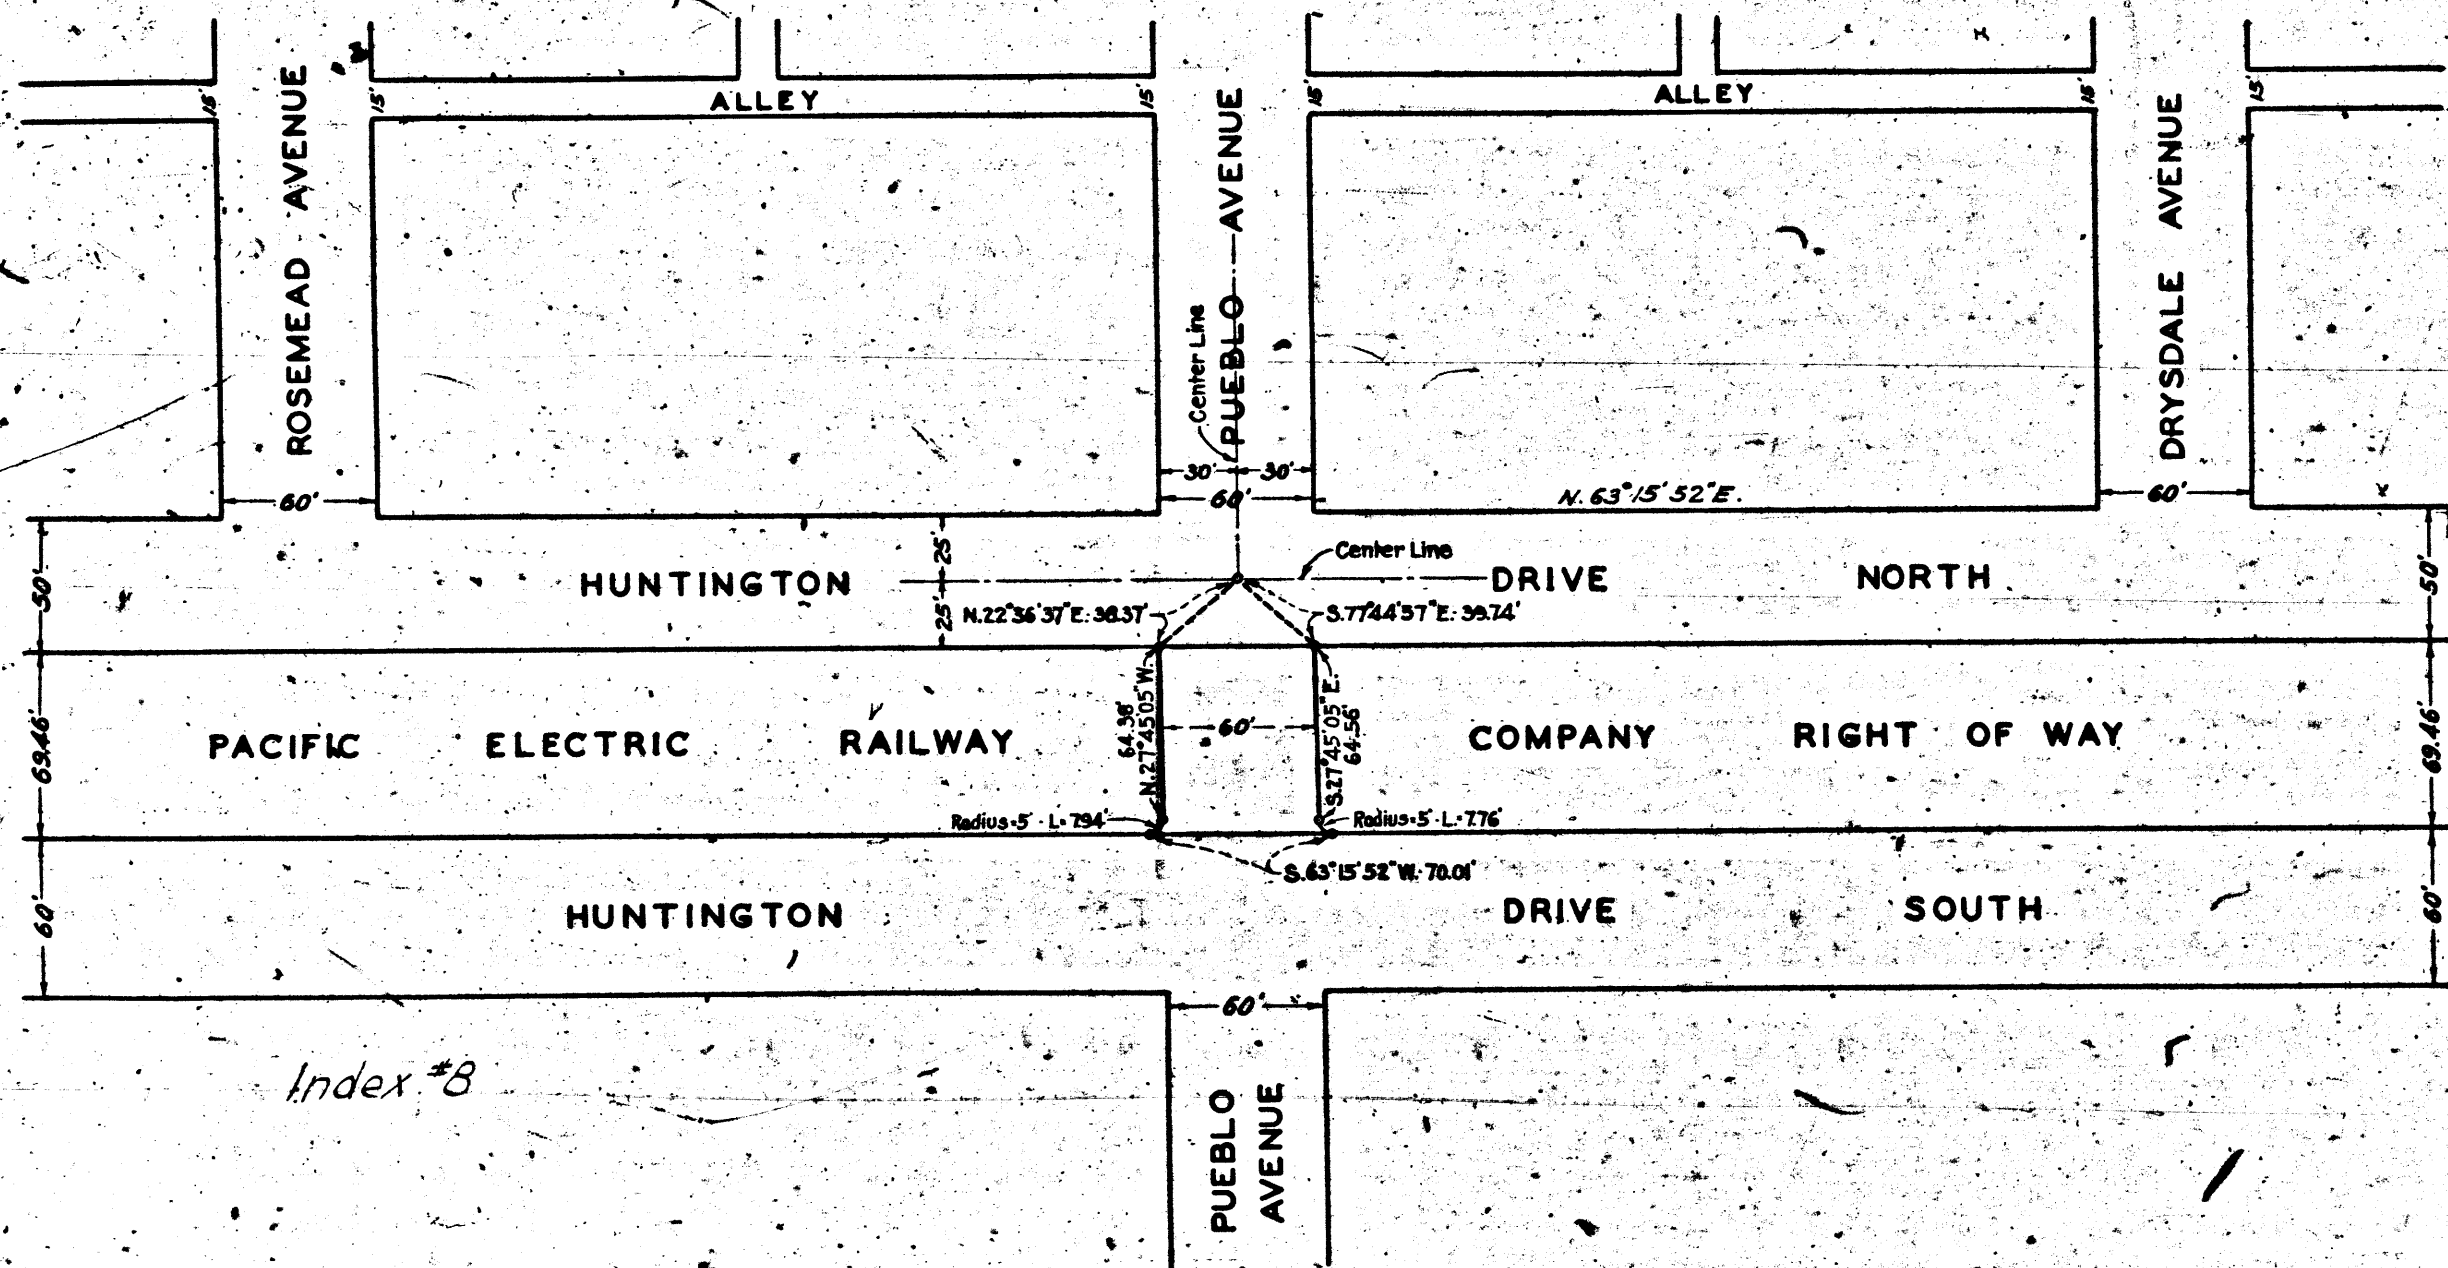 15'
ROSEMEAD AVENUE
15'
ALLEY
15'
PUEBLO AVENUE
Center Line
15'
ALLEY
15'
DRYSDALE AVENUE
15'
30'
30'
60'
60'
N. 63°15'52"E.
60'
50'
25'
25'
HUNTINGTON
Center Line
DRIVE
NORTH
50'
N.22°36'37"E: 38.37'
S.77°44'57"E: 39.74'
69.46'
PACIFIC
ELECTRIC
RAILWAY
64.38'
N.27°45'05"W.
60'
S.27°45'05"E.
64.56'
COMPANY
RIGHT OF WAY
69.46'
Radius=5' · L=7.94'
Radius=5' · L.=7.76'
S.63°15'52"W. 70.01'
60'
HUNTINGTON
DRIVE
SOUTH
60'
60'
Index #8
PUEBLO
AVENUE